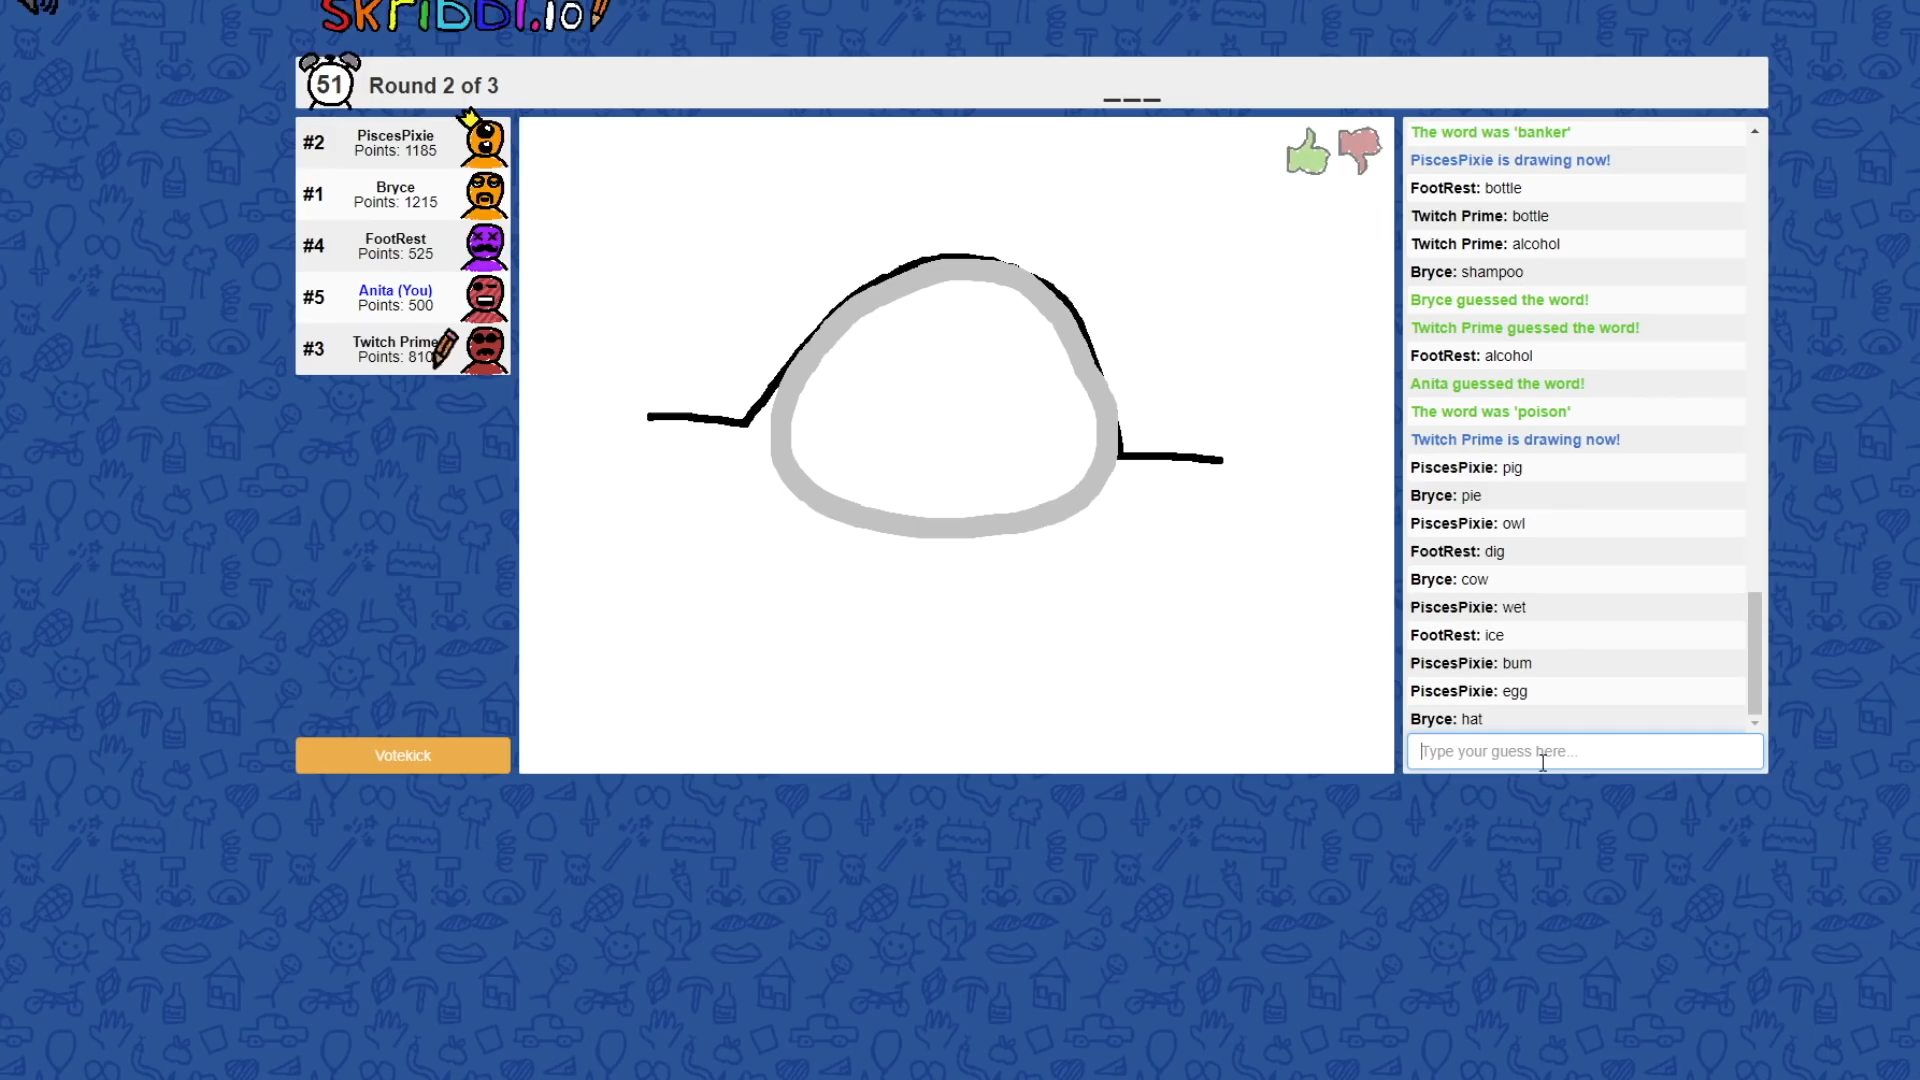 skribbl.io
51
Round 2 of 3
___
#2
PiscesPixie
Points: 1185
#1
Bryce
Points: 1215
#4
FootRest
Points: 525
#5
Anita (You)
Points: 500
#3
Twitch Prime
Points: 810
Votekick
The word was 'banker'
PiscesPixie is drawing now!
FootRest: bottle
Twitch Prime: bottle
Twitch Prime: alcohol
Bryce: shampoo
Bryce guessed the word!
Twitch Prime guessed the word!
FootRest: alcohol
Anita guessed the word!
The word was 'poison'
Twitch Prime is drawing now!
PiscesPixie: pig
Bryce: pie
PiscesPixie: owl
FootRest: dig
Bryce: cow
PiscesPixie: wet
FootRest: ice
PiscesPixie: bum
PiscesPixie: egg
Bryce: hat
Type your guess here...